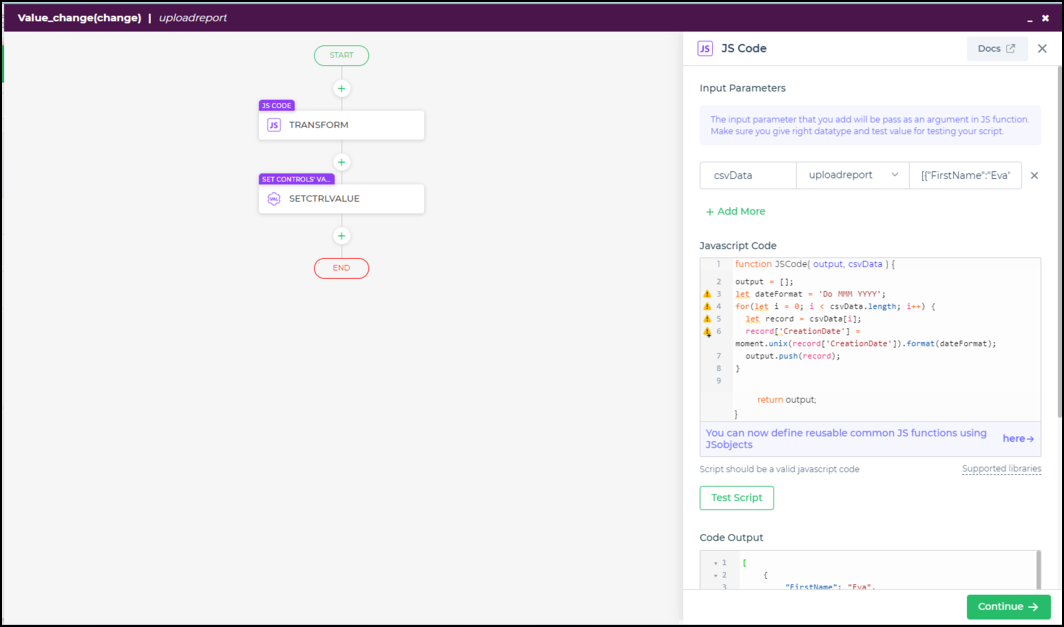 Value_change(change) | uploadreport
START
JS CODE
JS TRANSFORM
SET CONTROLS' VA...
VAL SETCTRLVALUE
END
JS JS Code
Docs
Input Parameters
The input parameter that you add will be pass as an argument in JS function.
Make sure you give right datatype and test value for testing your script.
csvData uploadreport [{"FirstName":"Eva"
+ Add More
Javascript Code
1 function JSCode( output, csvData ) {
2 output = [];
3 let dateFormat = 'Do MMM YYYY';
4 for(let i = 0; i < csvData.length; i++) {
5 let record = csvData[i];
6 record['CreationDate'] =
moment.unix(record['CreationDate']).format(dateFormat);
7 output.push(record);
8 }
9
return output;
}
You can now define reusable common JS functions using
JSobjects
here→
Script should be a valid javascript code
Supported libraries
Test Script
Code Output
1 [
2 {
3 "FirstName": "Eva",
Continue →